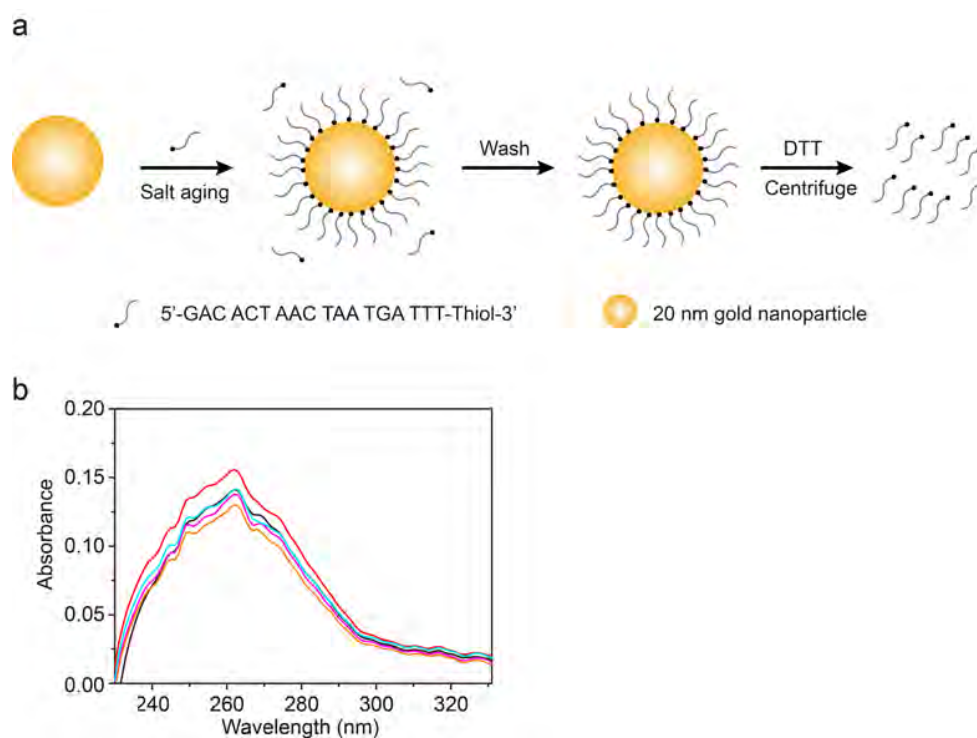 a
Salt aging
Wash
DTT
Centrifuge
5'-GAC ACT AAC TAA TGA TTT-Thiol-3'
20 nm gold nanoparticle
b
0.20
0.15
0.10
0.05
0.00
Absorbance
240 260 280 300 320
Wavelength (nm)